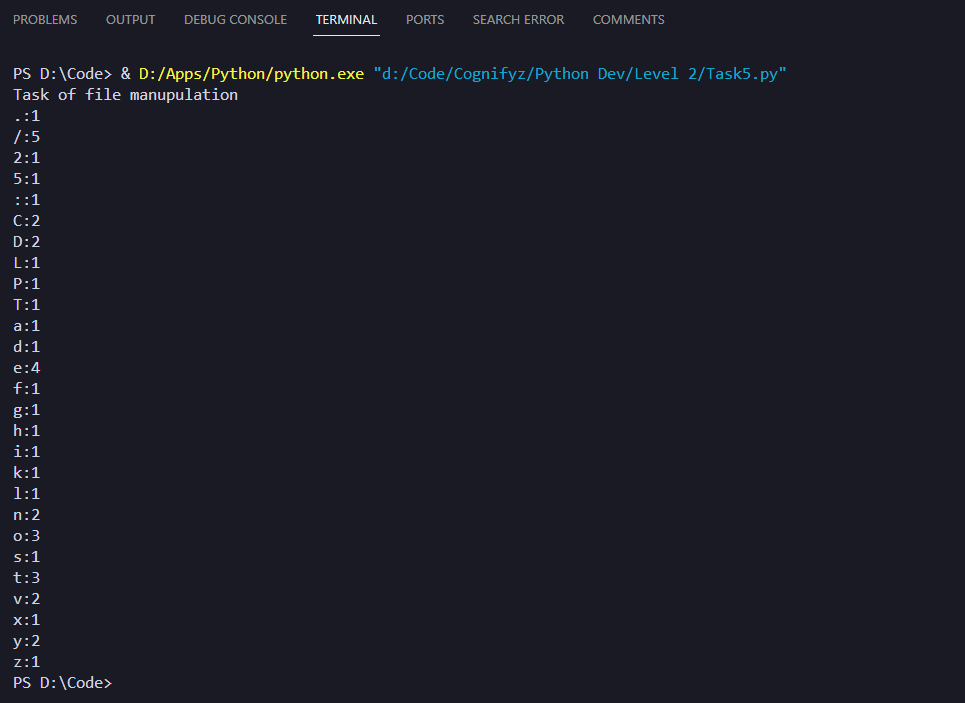 PROBLEMS OUTPUT DEBUG CONSOLE TERMINAL PORTS SEARCH ERROR COMMENTS
PS D:\Code> & D:/Apps/Python/python.exe "d:/Code/Cognifyz/Python Dev/Level 2/Task5.py"
Task of file manupulation
.:1
/:5
2:1
5:1
::1
C:2
D:2
L:1
P:1
T:1
a:1
d:1
e:4
f:1
g:1
h:1
i:1
k:1
l:1
n:2
o:3
s:1
t:3
v:2
x:1
y:2
z:1
PS D:\Code>